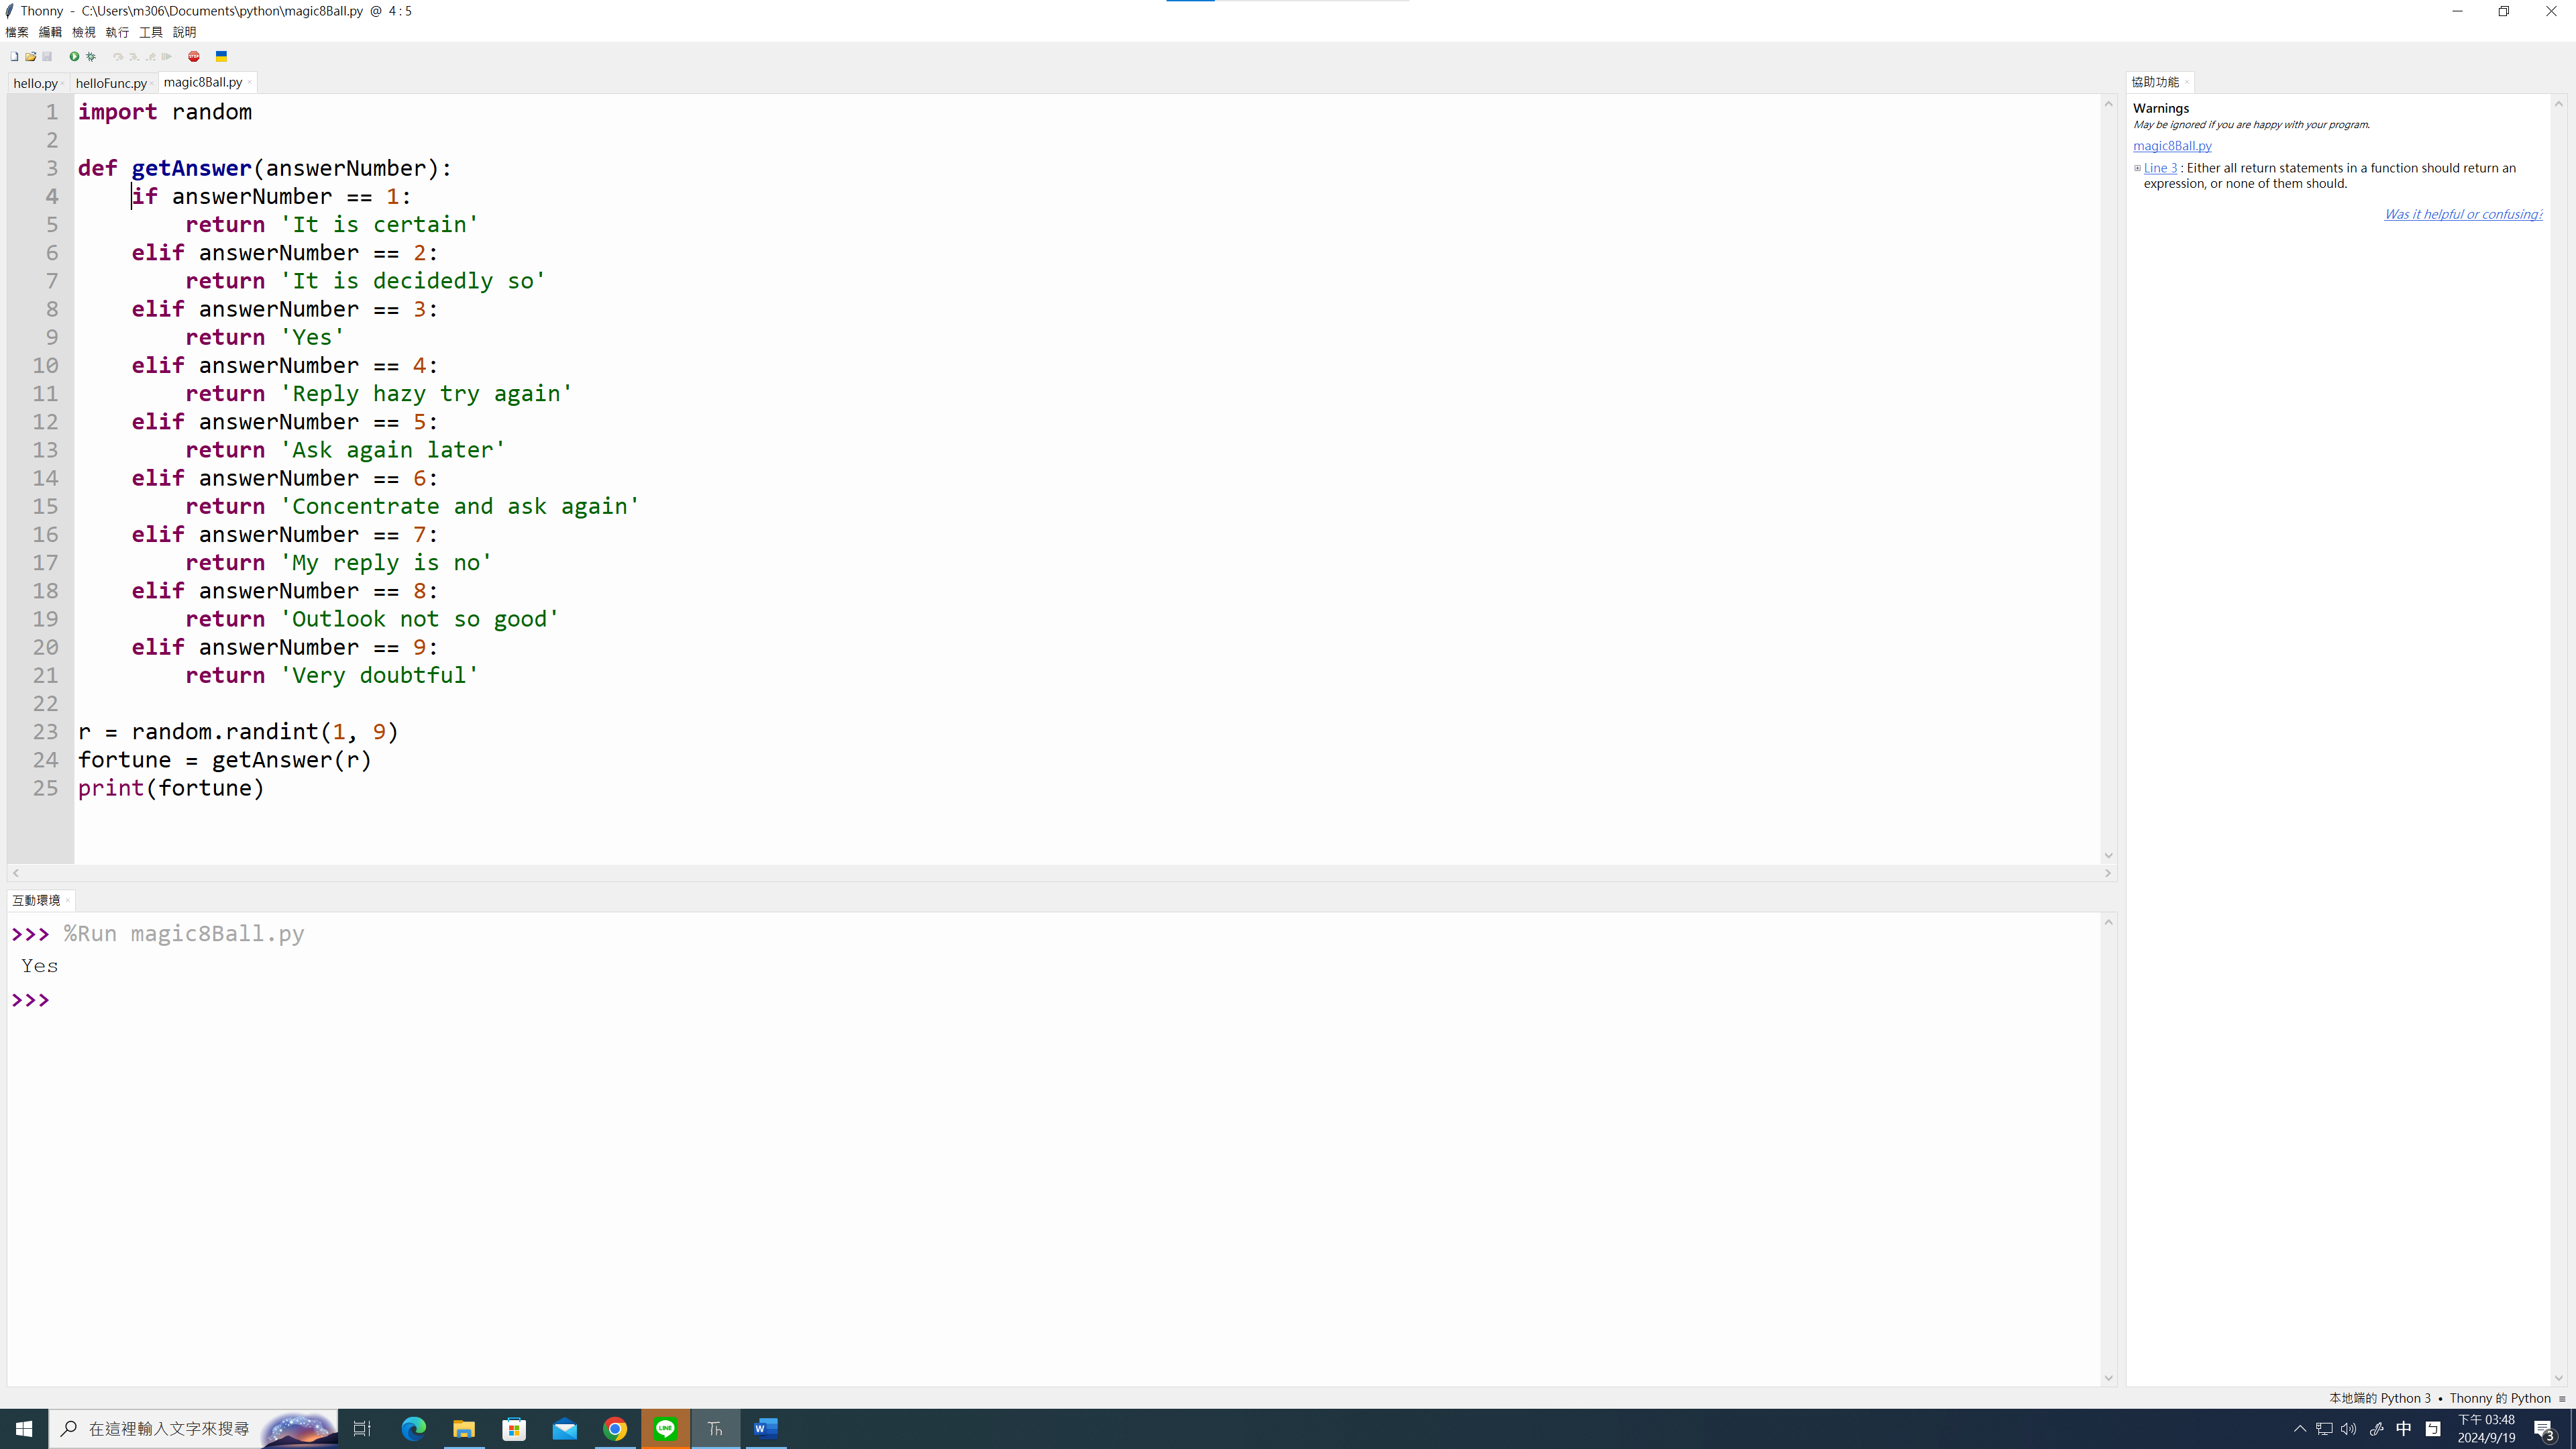 Thonny - C:\Users\m306\Documents\python\magic8Ball.py @ 4 : 5
檔案 編輯 檢視 執行 工具 說明
hello.py helloFunc.py magic8Ball.py
1 import random
2
3 def getAnswer(answerNumber):
4     if answerNumber == 1:
5         return 'It is certain'
6     elif answerNumber == 2:
7         return 'It is decidedly so'
8     elif answerNumber == 3:
9         return 'Yes'
10     elif answerNumber == 4:
11         return 'Reply hazy try again'
12     elif answerNumber == 5:
13         return 'Ask again later'
14     elif answerNumber == 6:
15         return 'Concentrate and ask again'
16     elif answerNumber == 7:
17         return 'My reply is no'
18     elif answerNumber == 8:
19         return 'Outlook not so good'
20     elif answerNumber == 9:
21         return 'Very doubtful'
22
23 r = random.randint(1, 9)
24 fortune = getAnswer(r)
25 print(fortune)
互動環境
>>> %Run magic8Ball.py
Yes
>>>
協助功能
Warnings
May be ignored if you are happy with your program.
magic8Ball.py
Line 3 : Either all return statements in a function should return an
expression, or none of them should.
Was it helpful or confusing?
本地端的 Python 3 • Thonny 的 Python ≡
在這裡輸入文字來搜尋
LINE
Th
W
中
ㄅ
下午 03:48
2024/9/19
3